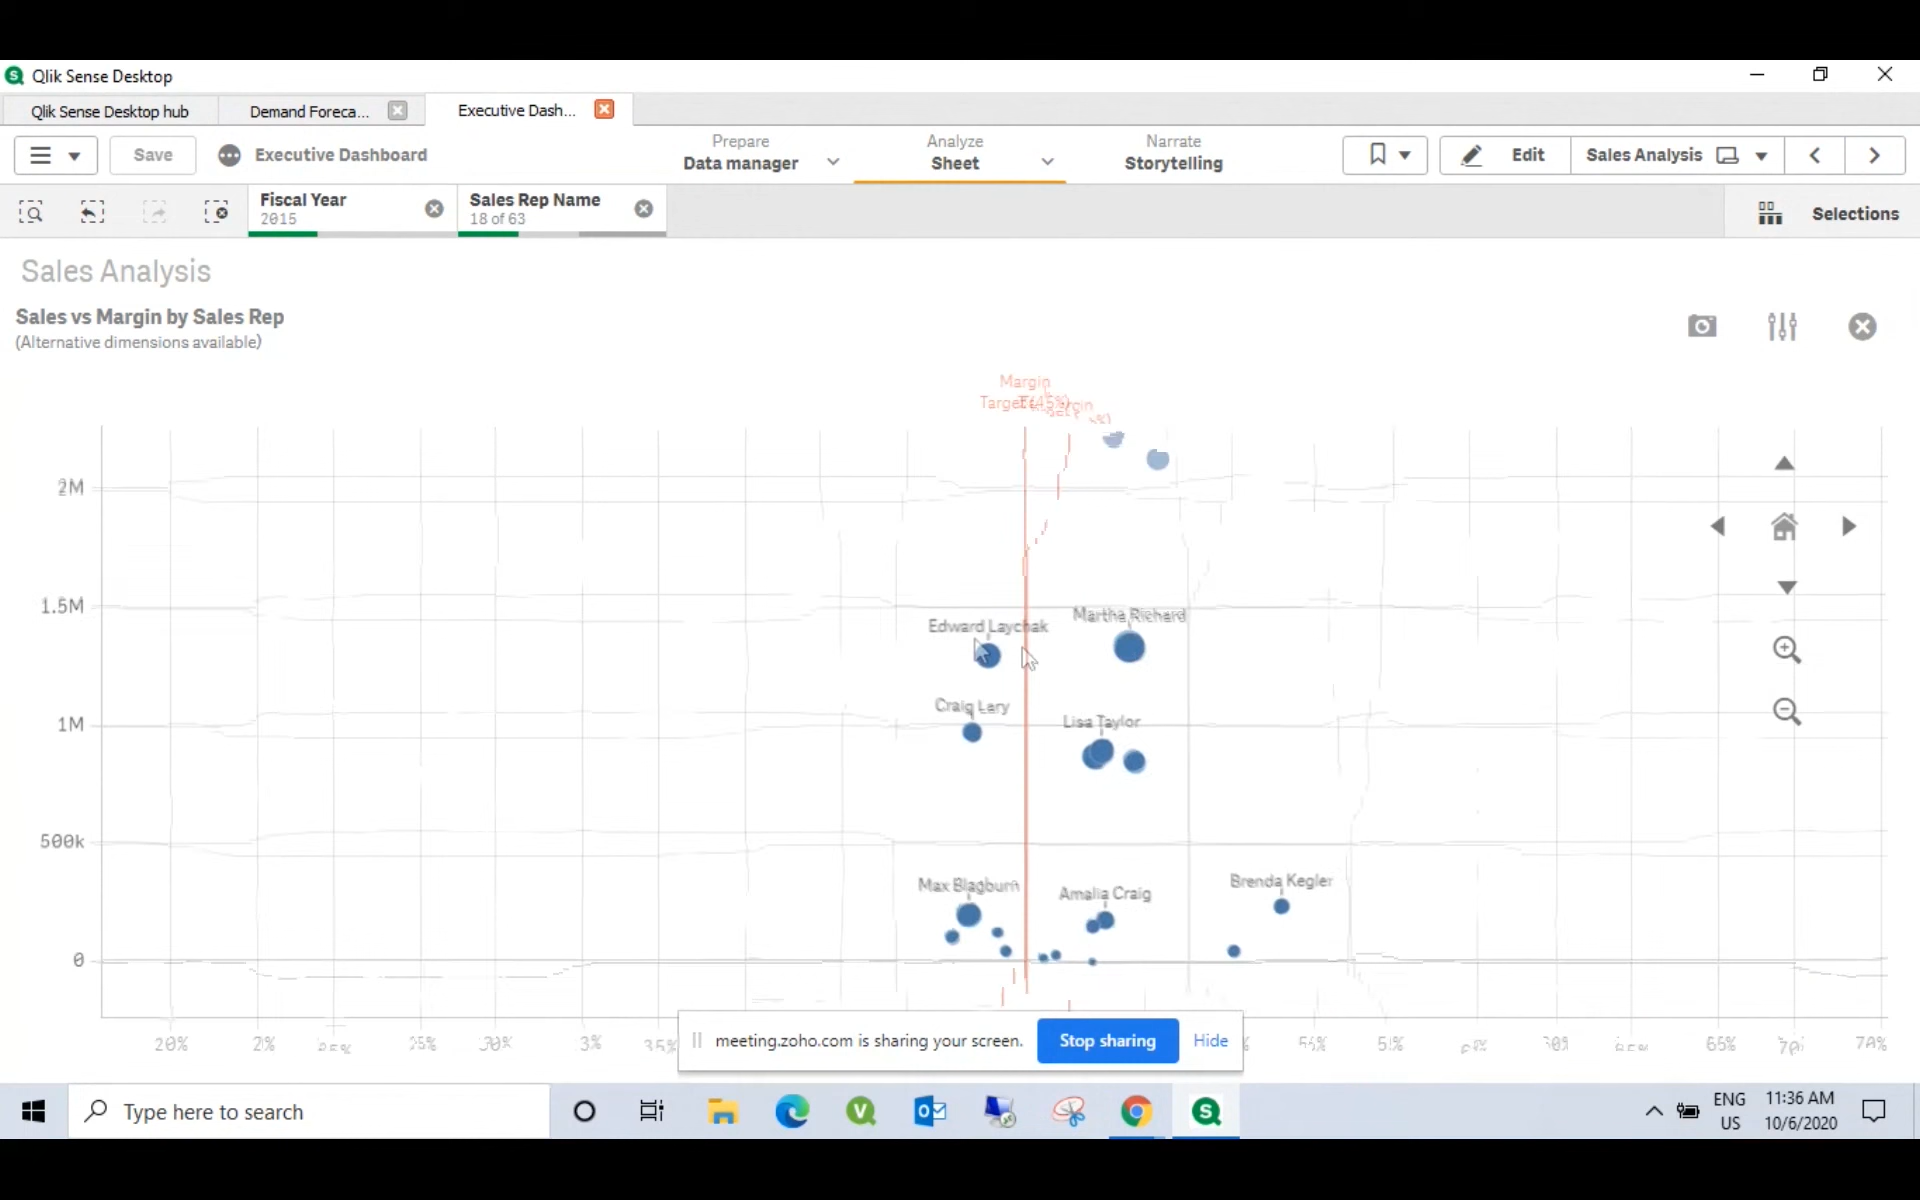 Qlik Sense Desktop
Qlik Sense Desktop hub
Demand Foreca...
Executive Dash...
Save
Executive Dashboard
Prepare
Data manager
Analyze
Sheet
Narrate
Storytelling
Edit
Sales Analysis
Fiscal Year
2015
Sales Rep Name
18 of 63
Selections
Sales Analysis
Sales vs Margin by Sales Rep
(Alternative dimensions available)
Margin
Target (45%)
2M
1.5M
1M
500k
0
Edward Laychak
Martha Richard
Craig Lary
Lisa Taylor
Max Blagburn
Amalia Craig
Brenda Kegler
20%
25%
30%
65%
70%
meeting.zoho.com is sharing your screen.
Stop sharing
Hide
Type here to search
ENG
US
11:36 AM
10/6/2020